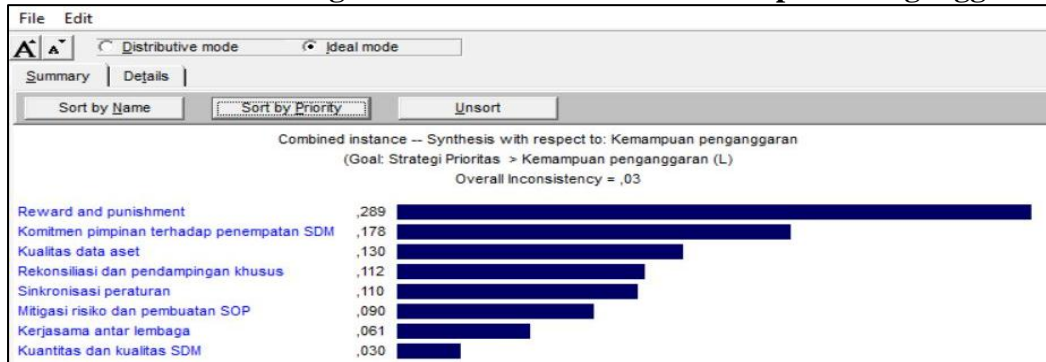 File Edit
A A Distributive mode Ideal mode
Summary Details
Sort by Name Sort by Priority Unsort
Combined instance -- Synthesis with respect to: Kemampuan penganggaran
(Goal: Strategi Prioritas > Kemampuan penganggaran (L)
Overall Inconsistency = ,03
Reward and punishment ,289
Komitmen pimpinan terhadap penempatan SDM ,178
Kualitas data aset ,130
Rekonsiliasi dan pendampingan khusus ,112
Sinkronisasi peraturan ,110
Mitigasi risiko dan pembuatan SOP ,090
Kerjasama antar lembaga ,061
Kuantitas dan kualitas SDM ,030